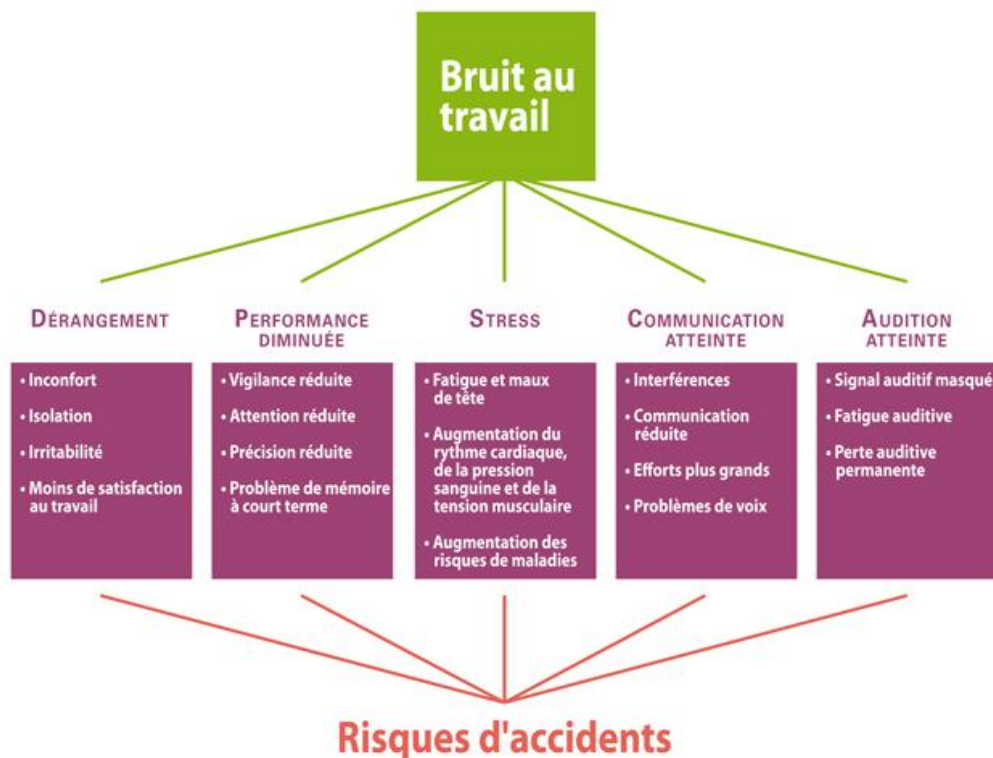 Bruit au
travail
DÉRANGEMENT
• Inconfort
• Isolation
• Irritabilité
• Moins de satisfaction
au travail
PERFORMANCE
DIMINUÉE
• Vigilance réduite
• Attention réduite
• Précision réduite
• Problème de mémoire
à court terme
STRESS
• Fatigue et maux
de tête
• Augmentation du
rythme cardiaque,
de la pression
sanguine et de la
tension musculaire
• Augmentation des
risques de maladies
COMMUNICATION
ATTEINTE
• Interférences
• Communication
réduite
• Efforts plus grands
• Problèmes de voix
AUDITION
ATTEINTE
• Signal auditif masqué
• Fatigue auditive
• Perte auditive
permanente
Risques d'accidents